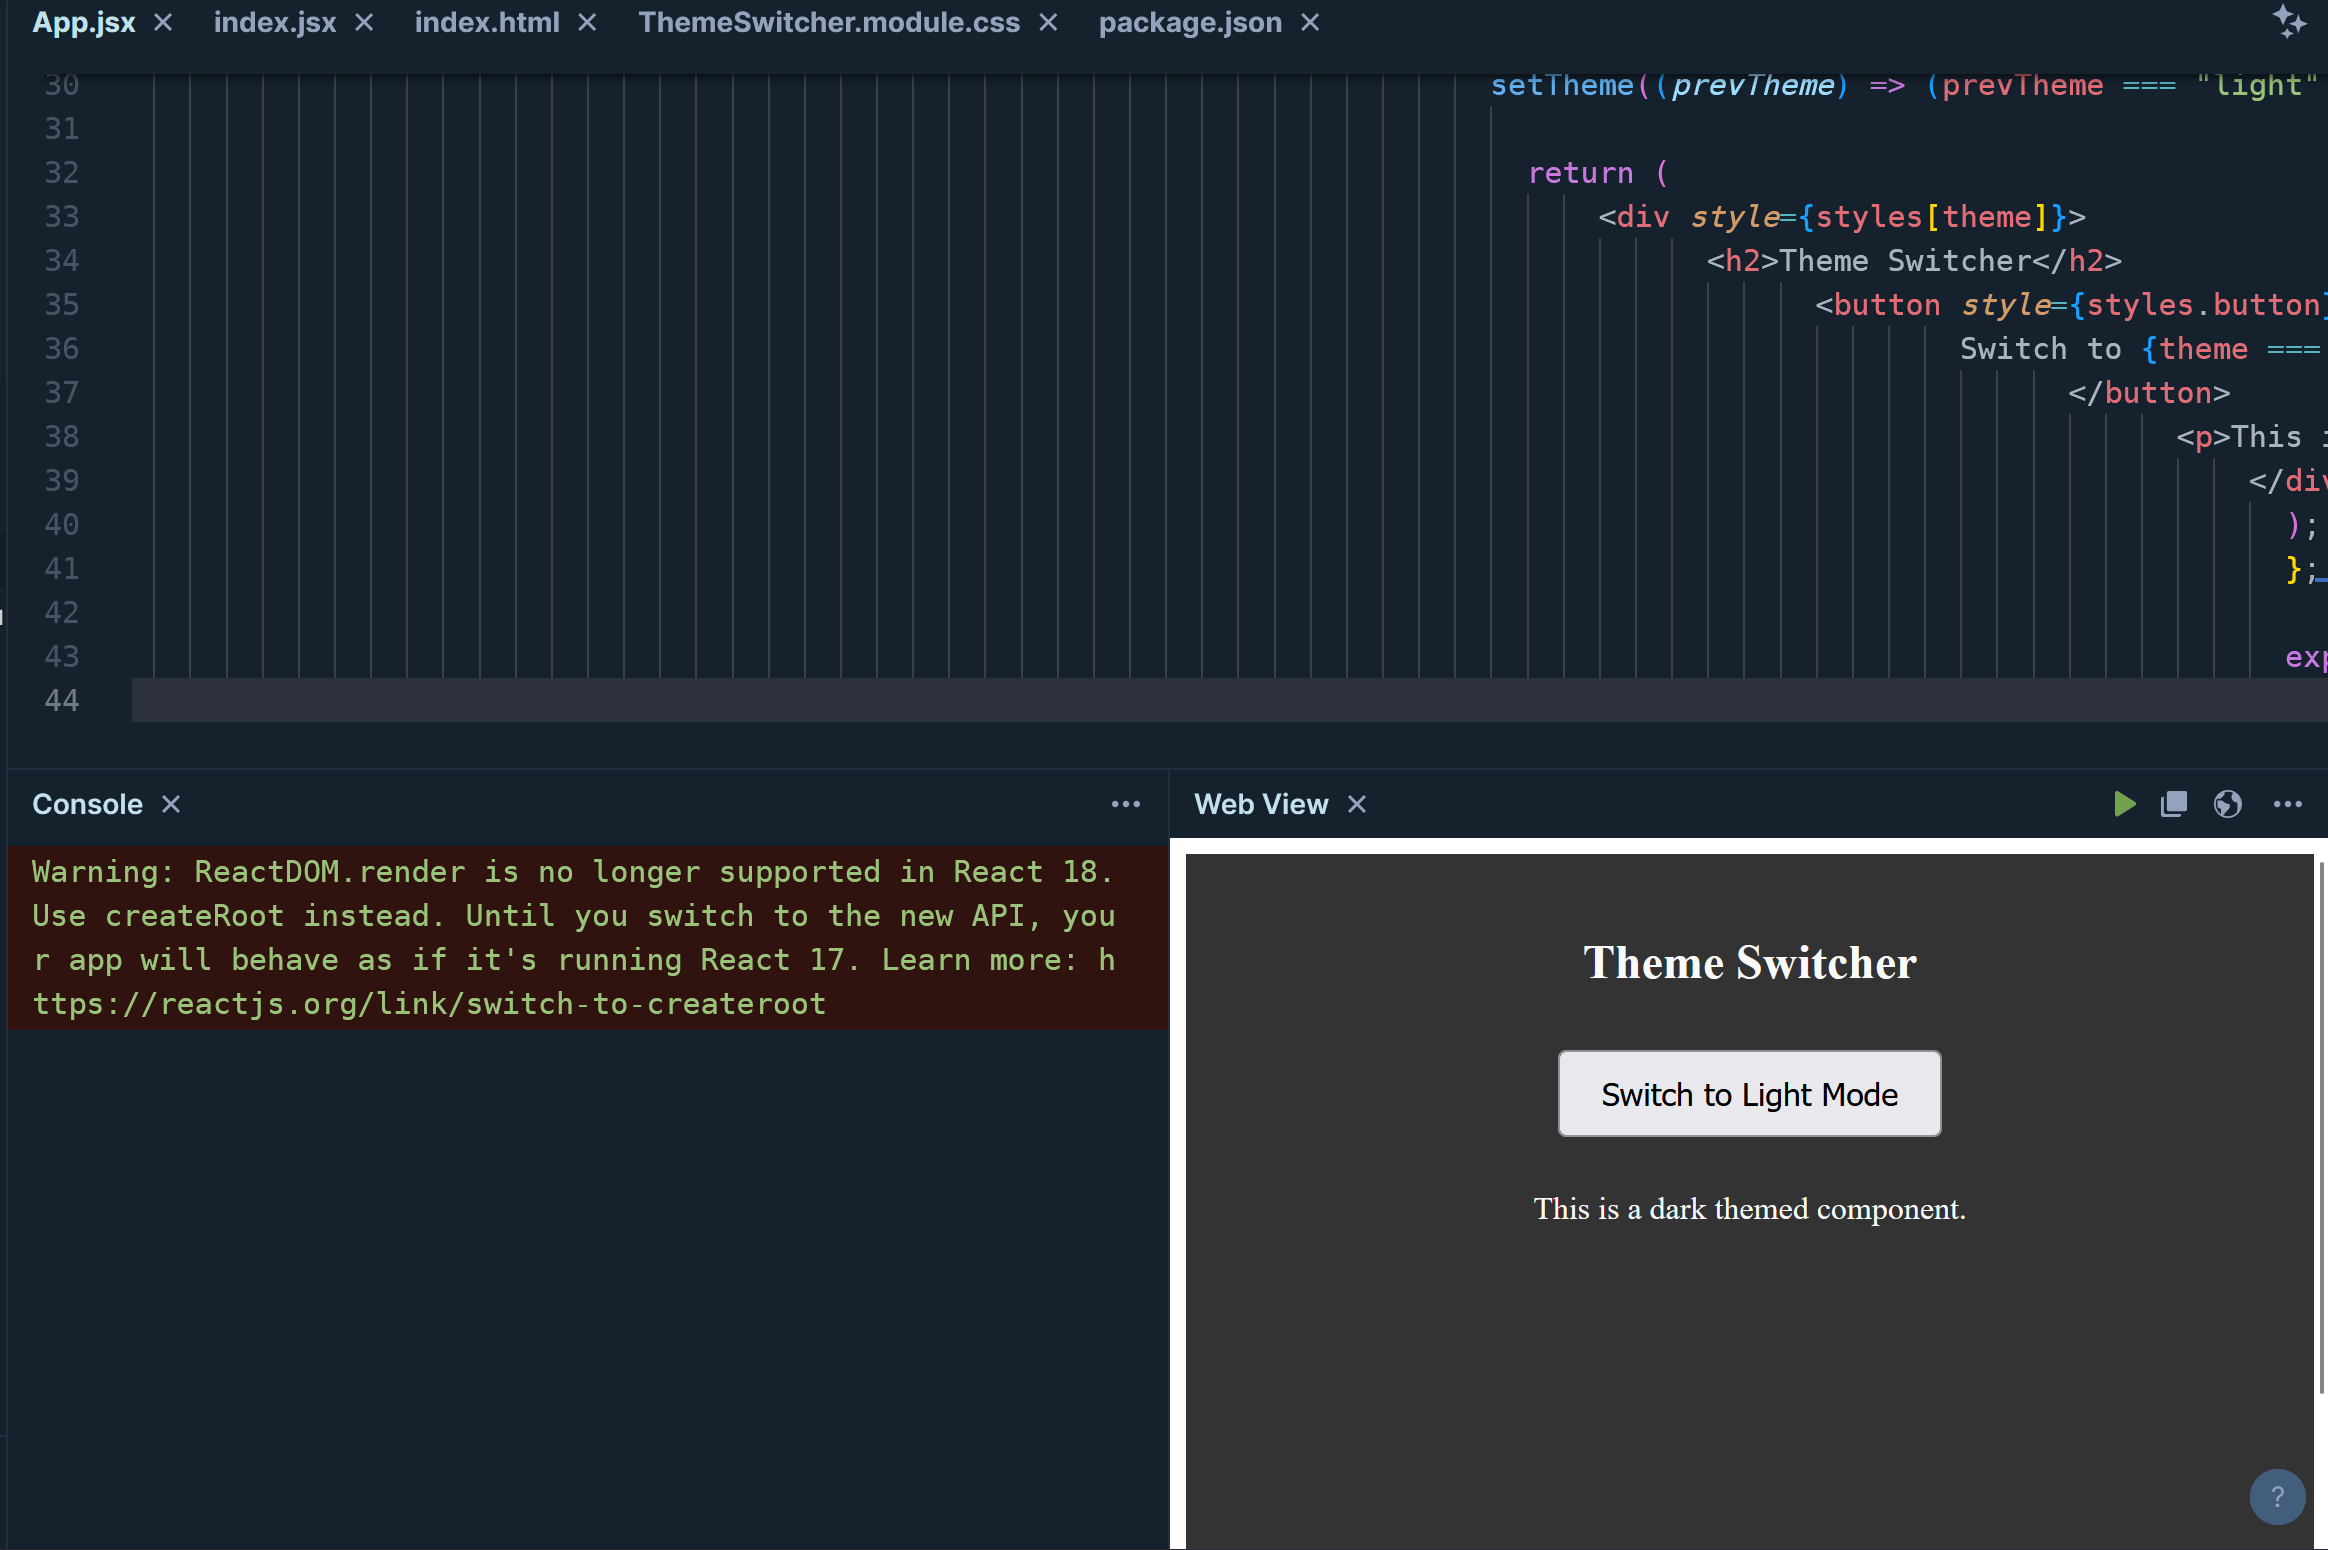 App.jsx index.jsx index.html ThemeSwitcher.module.css package.json
30 setTheme((prevTheme) => (prevTheme === "light"
31
32 return (
33 <div style={styles[theme]}>
34 <h2>Theme Switcher</h2>
35 <button style={styles.button}
36 Switch to {theme ===
37 </button>
38 <p>This
39 </div
40 );
41 };
42
43 exp
44
Console
Warning: ReactDOM.render is no longer supported in React 18.
Use createRoot instead. Until you switch to the new API, you
r app will behave as if it's running React 17. Learn more: h
ttps://reactjs.org/link/switch-to-createroot
Web View
Theme Switcher
Switch to Light Mode
This is a dark themed component.
?